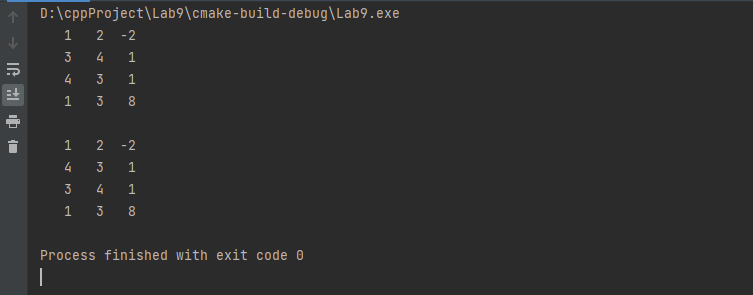 D:\cppProject\Lab9\cmake-build-debug\Lab9.exe
1 2 -2
3 4 1
4 3 1
1 3 8
1 2 -2
4 3 1
3 4 1
1 3 8
Process finished with exit code 0